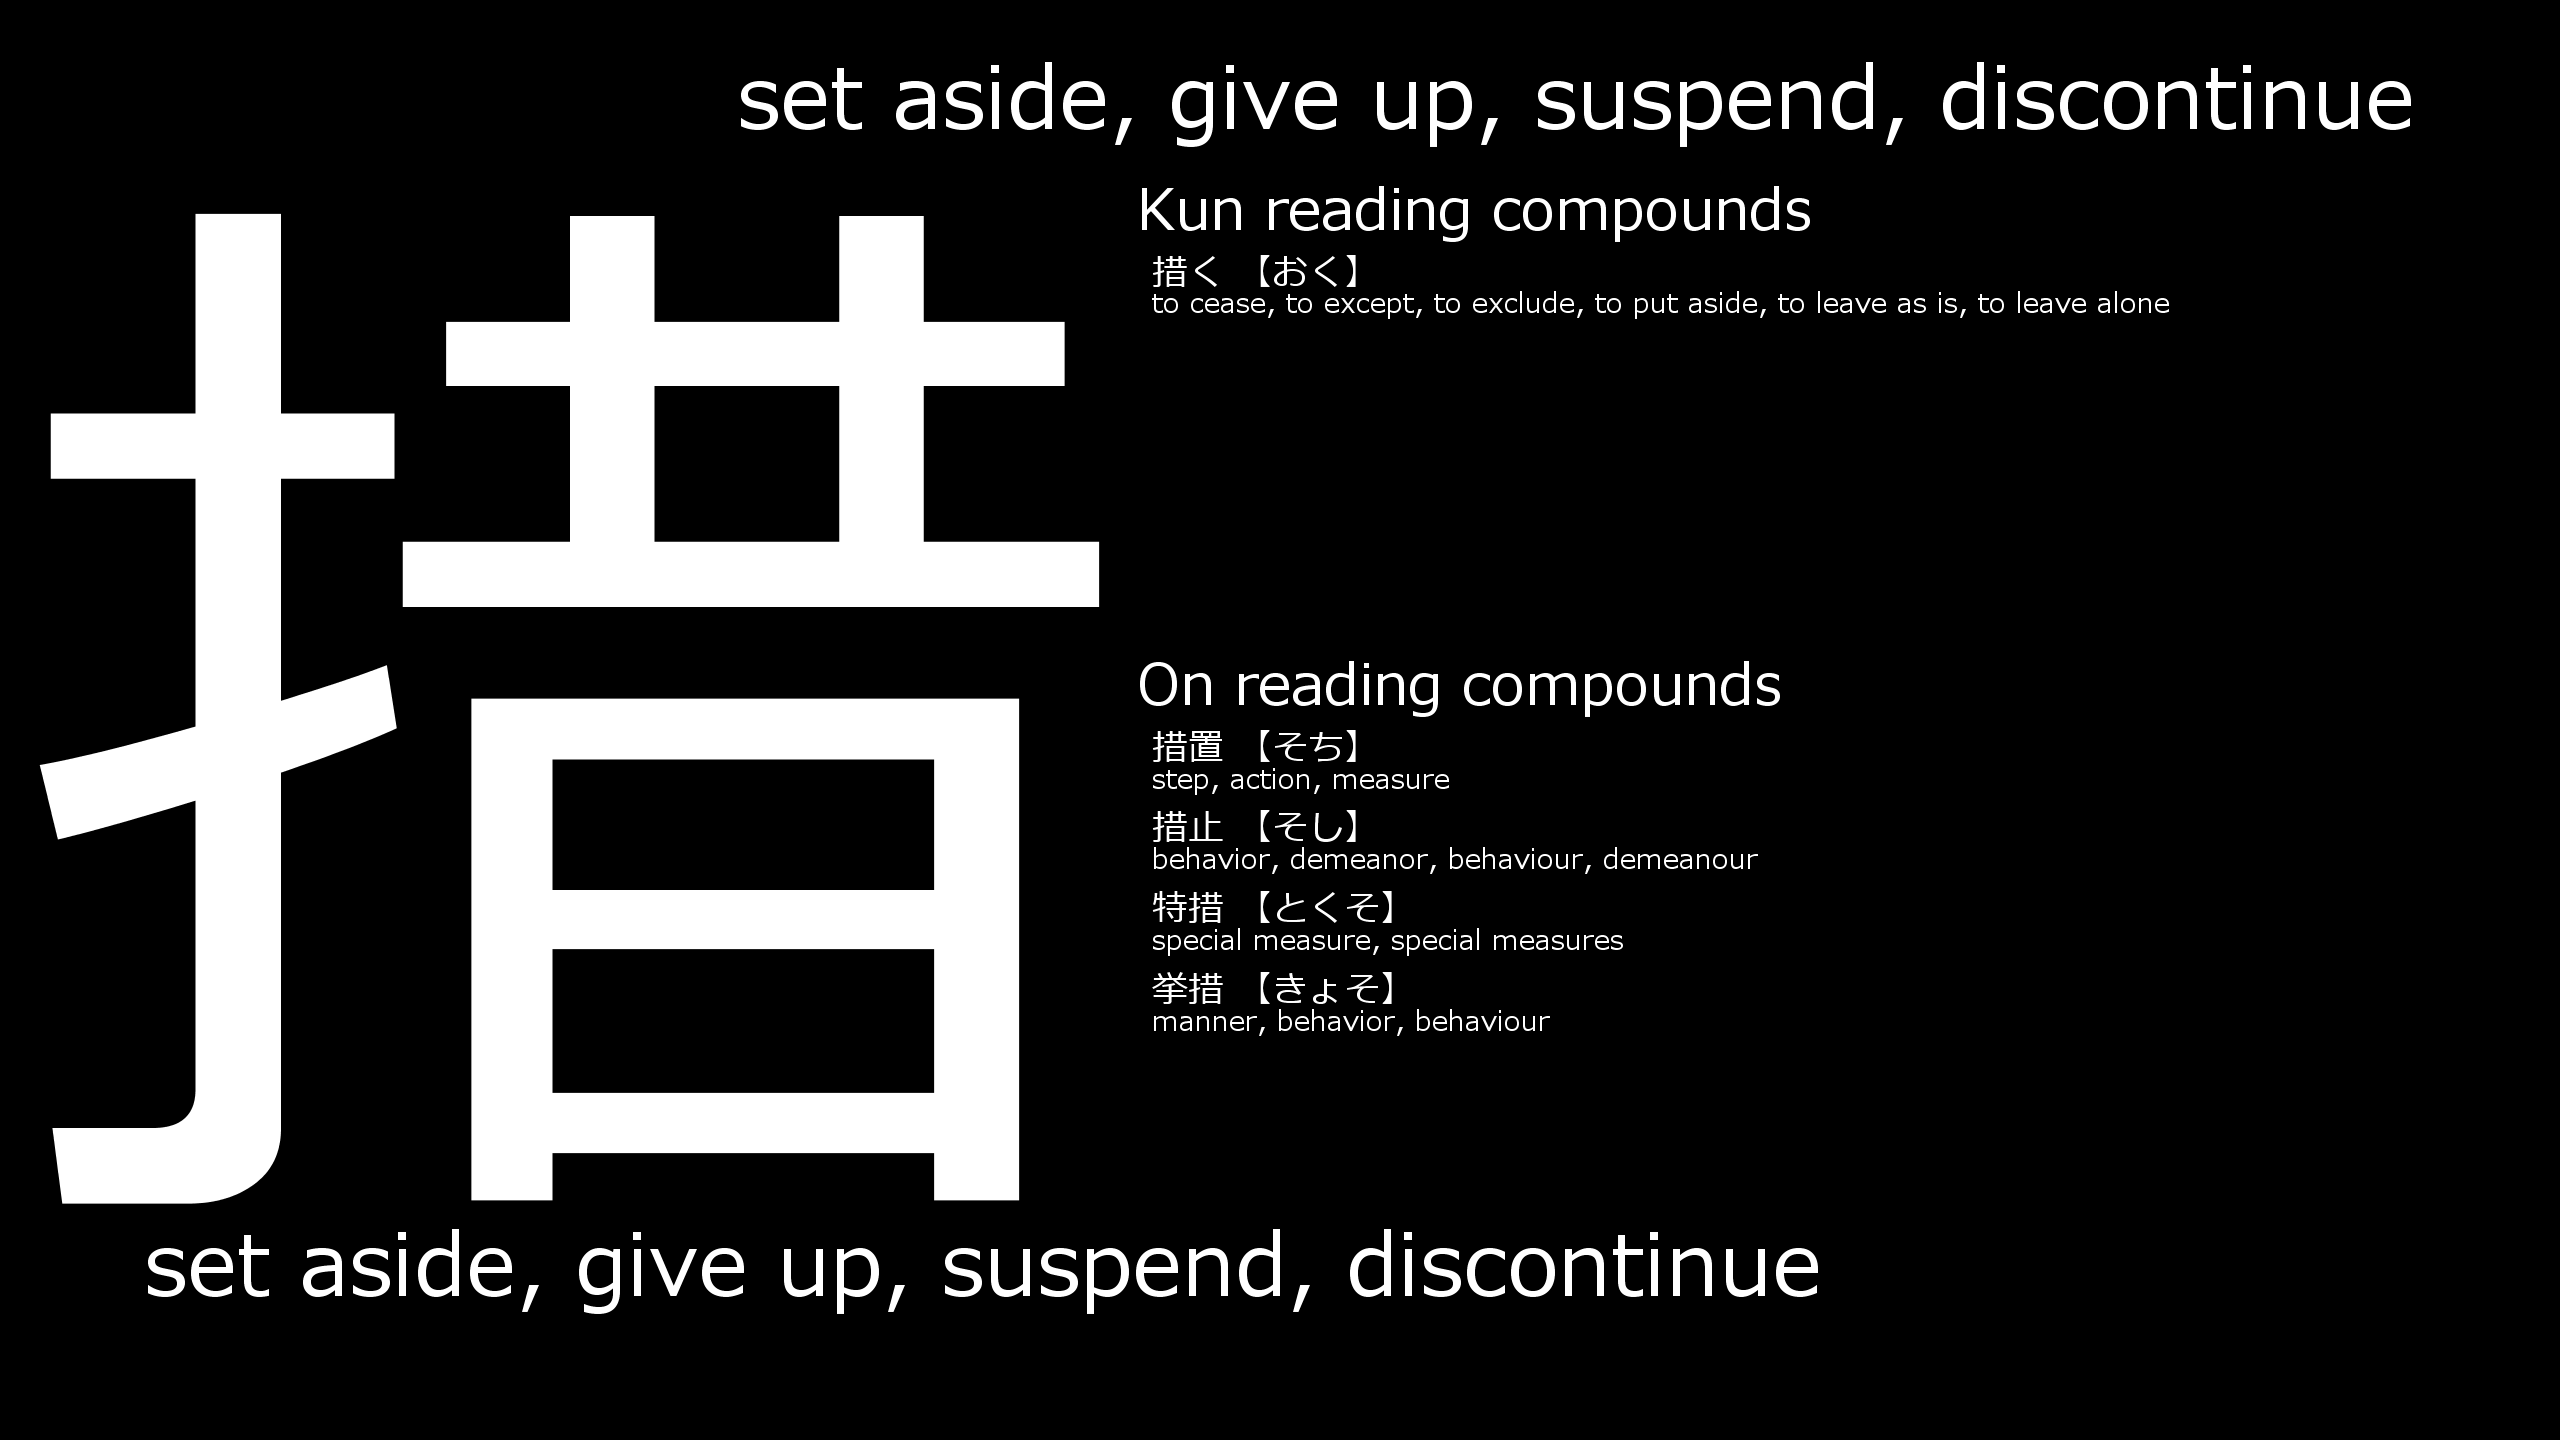 set aside, give up, suspend, discontinue
措
Kun reading compounds
措く 【おく】
to cease, to except, to exclude, to put aside, to leave as is, to leave alone
On reading compounds
措置 【そち】
step, action, measure
措止 【そし】
behavior, demeanor, behaviour, demeanour
特措 【とくそ】
special measure, special measures
挙措 【きょそ】
manner, behavior, behaviour
set aside, give up, suspend, discontinue